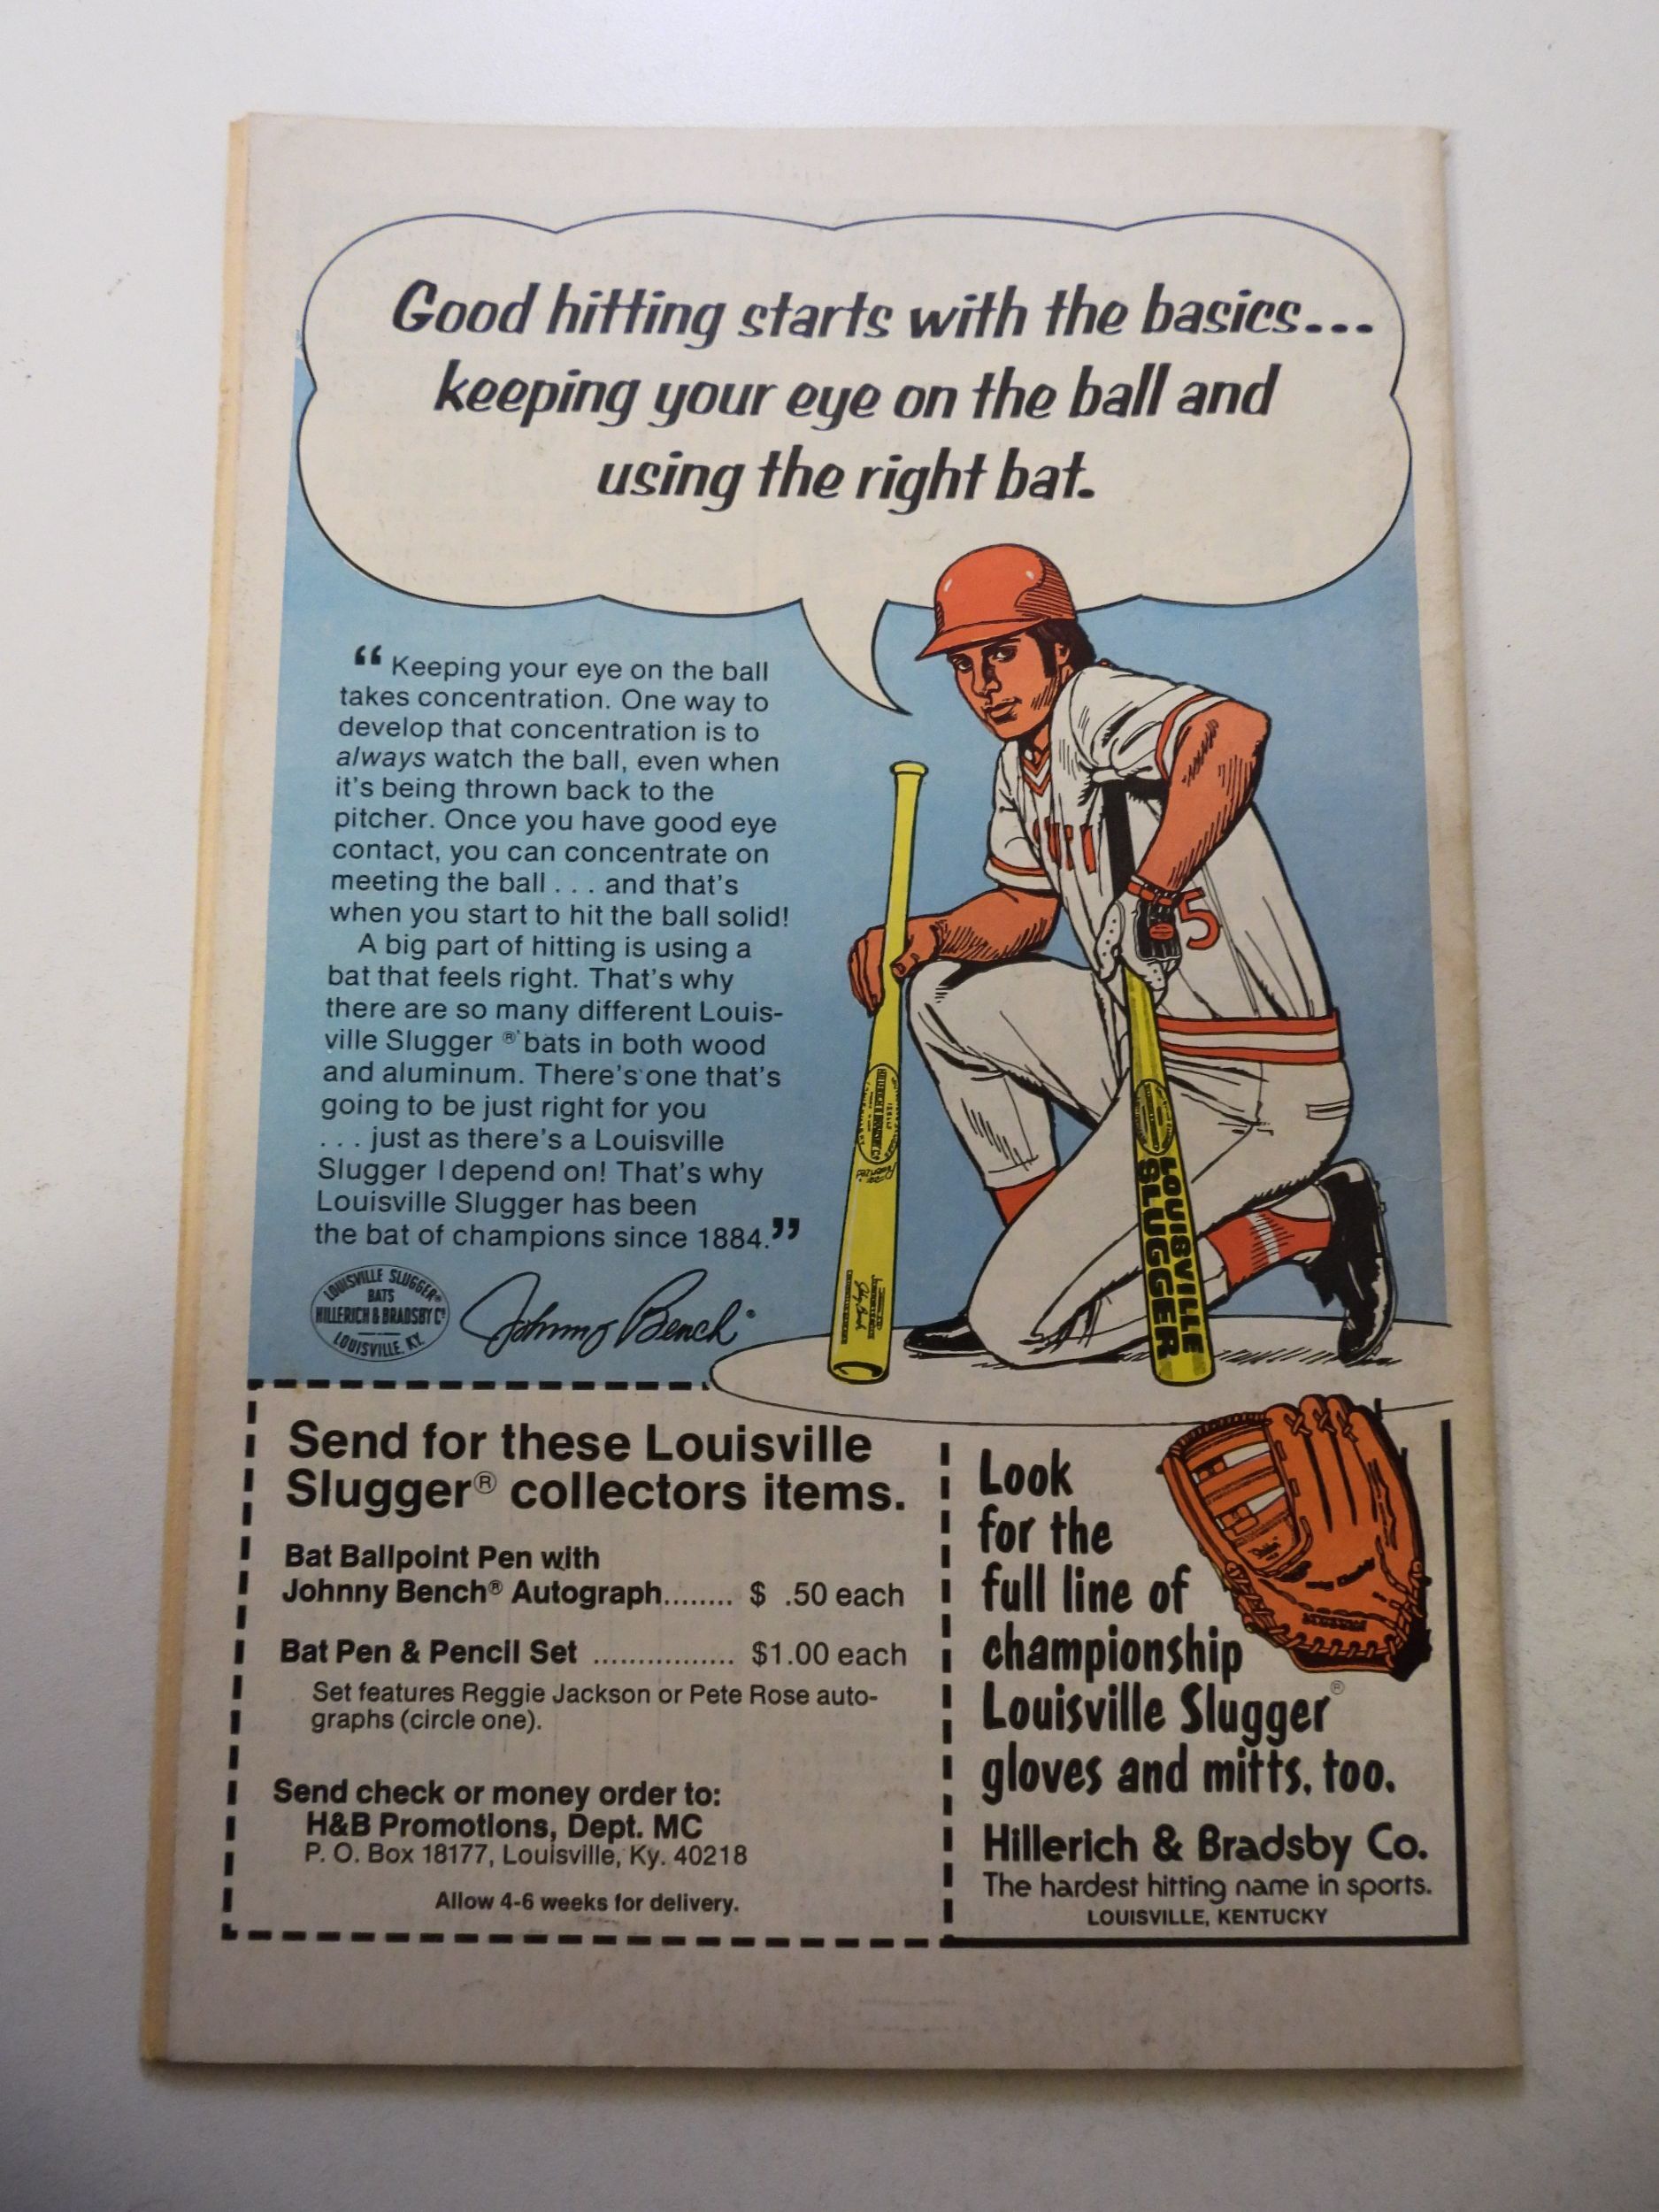 Good hitting starts with the basics...
keeping your eye on the ball and
using the right bat.
“Keeping your eye on the ball
takes concentration. One way to
develop that concentration is to
always watch the ball, even when
it's being thrown back to the
pitcher. Once you have good eye
contact, you can concentrate on
meeting the ball . . . and that's
when you start to hit the ball solid!
A big part of hitting is using a
bat that feels right. That's why
there are so many different Louis-
ville Slugger® bats in both wood
and aluminum. There's one that's
going to be just right for you
. . . just as there's a Louisville
Slugger I depend on! That's why
Louisville Slugger has been
the bat of champions since 1884.”
LOUISVILLE SLUGGER®
BATS
HILLERICH & BRADSBY Cº
LOUISVILLE, KY.
Johnny Bench®
5
LOUISVILLE
SLUGGER
Send for these Louisville
Slugger® collectors items.
Bat Ballpoint Pen with
Johnny Bench® Autograph........ $ .50 each
Bat Pen & Pencil Set ................ $1.00 each
Set features Reggie Jackson or Pete Rose auto-
graphs (circle one).
Send check or money order to:
H&B Promotions, Dept. MC
P. O. Box 18177, Louisville, Ky. 40218
Allow 4-6 weeks for delivery.
Look
for the
full line of
championship
Louisville Slugger®
gloves and mitts, too.
Hillerich & Bradsby Co.
The hardest hitting name in sports.
LOUISVILLE, KENTUCKY